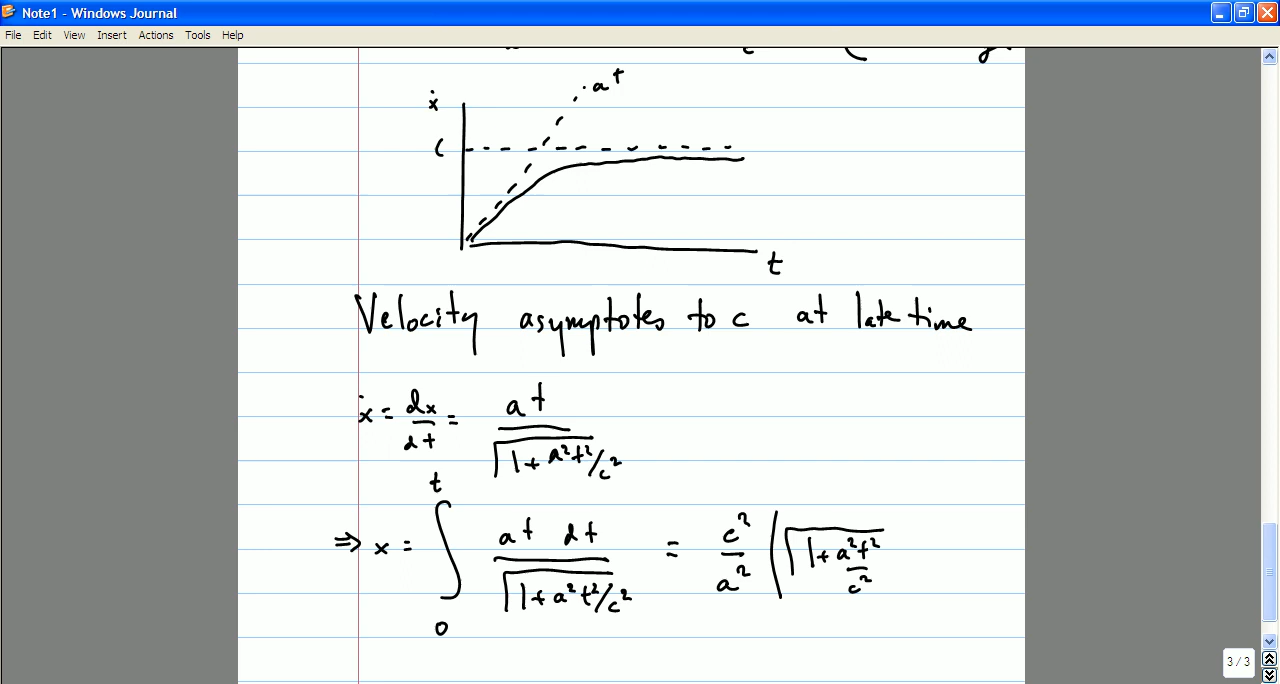 Note1 - Windows Journal
File Edit View Insert Actions Tools Help
at
ẋ
c
t
Velocity asymptotes to c at late time
ẋ = dx/dt = at / √(1 + a²t²/c²)
⇒ x = ∫₀ᵗ at dt / √(1 + a²t²/c²) = c²/a² (√(1 + a²t²/c²)
3 / 3